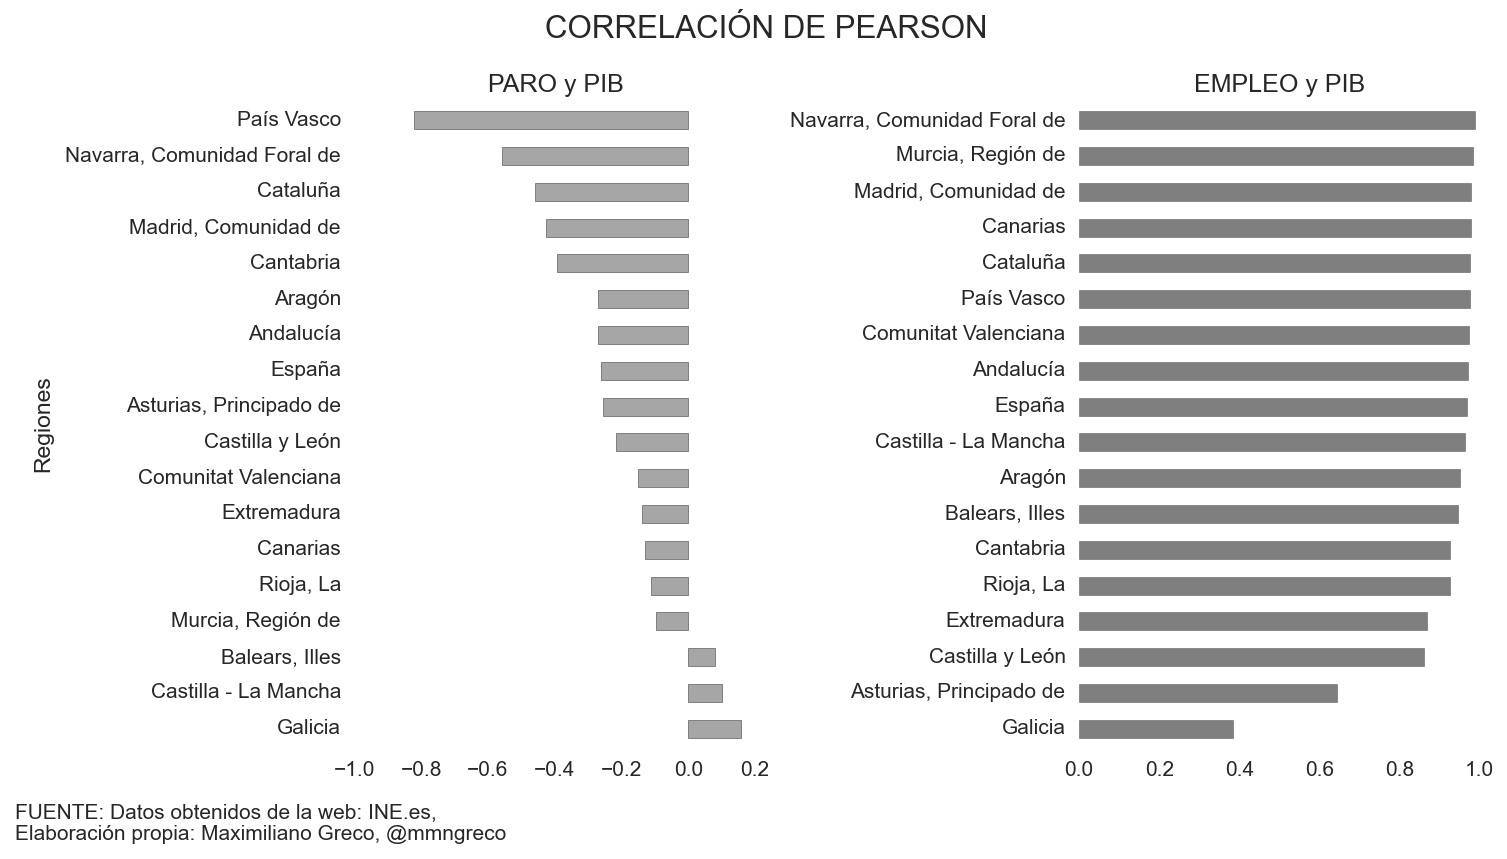 CORRELACIÓN DE PEARSON
PARO y PIB
País Vasco
Navarra, Comunidad Foral de
Cataluña
Madrid, Comunidad de
Cantabria
Aragón
Andalucía
España
Asturias, Principado de
Castilla y León
Comunitat Valenciana
Extremadura
Canarias
Rioja, La
Murcia, Región de
Balears, Illes
Castilla - La Mancha
Galicia
Regiones
−1.0 −0.8 −0.6 −0.4 −0.2 0.0 0.2
EMPLEO y PIB
Navarra, Comunidad Foral de
Murcia, Región de
Madrid, Comunidad de
Canarias
Cataluña
País Vasco
Comunitat Valenciana
Andalucía
España
Castilla - La Mancha
Aragón
Balears, Illes
Cantabria
Rioja, La
Extremadura
Castilla y León
Asturias, Principado de
Galicia
0.0 0.2 0.4 0.6 0.8 1.0
FUENTE: Datos obtenidos de la web: INE.es,
Elaboración propia: Maximiliano Greco, @mmngreco